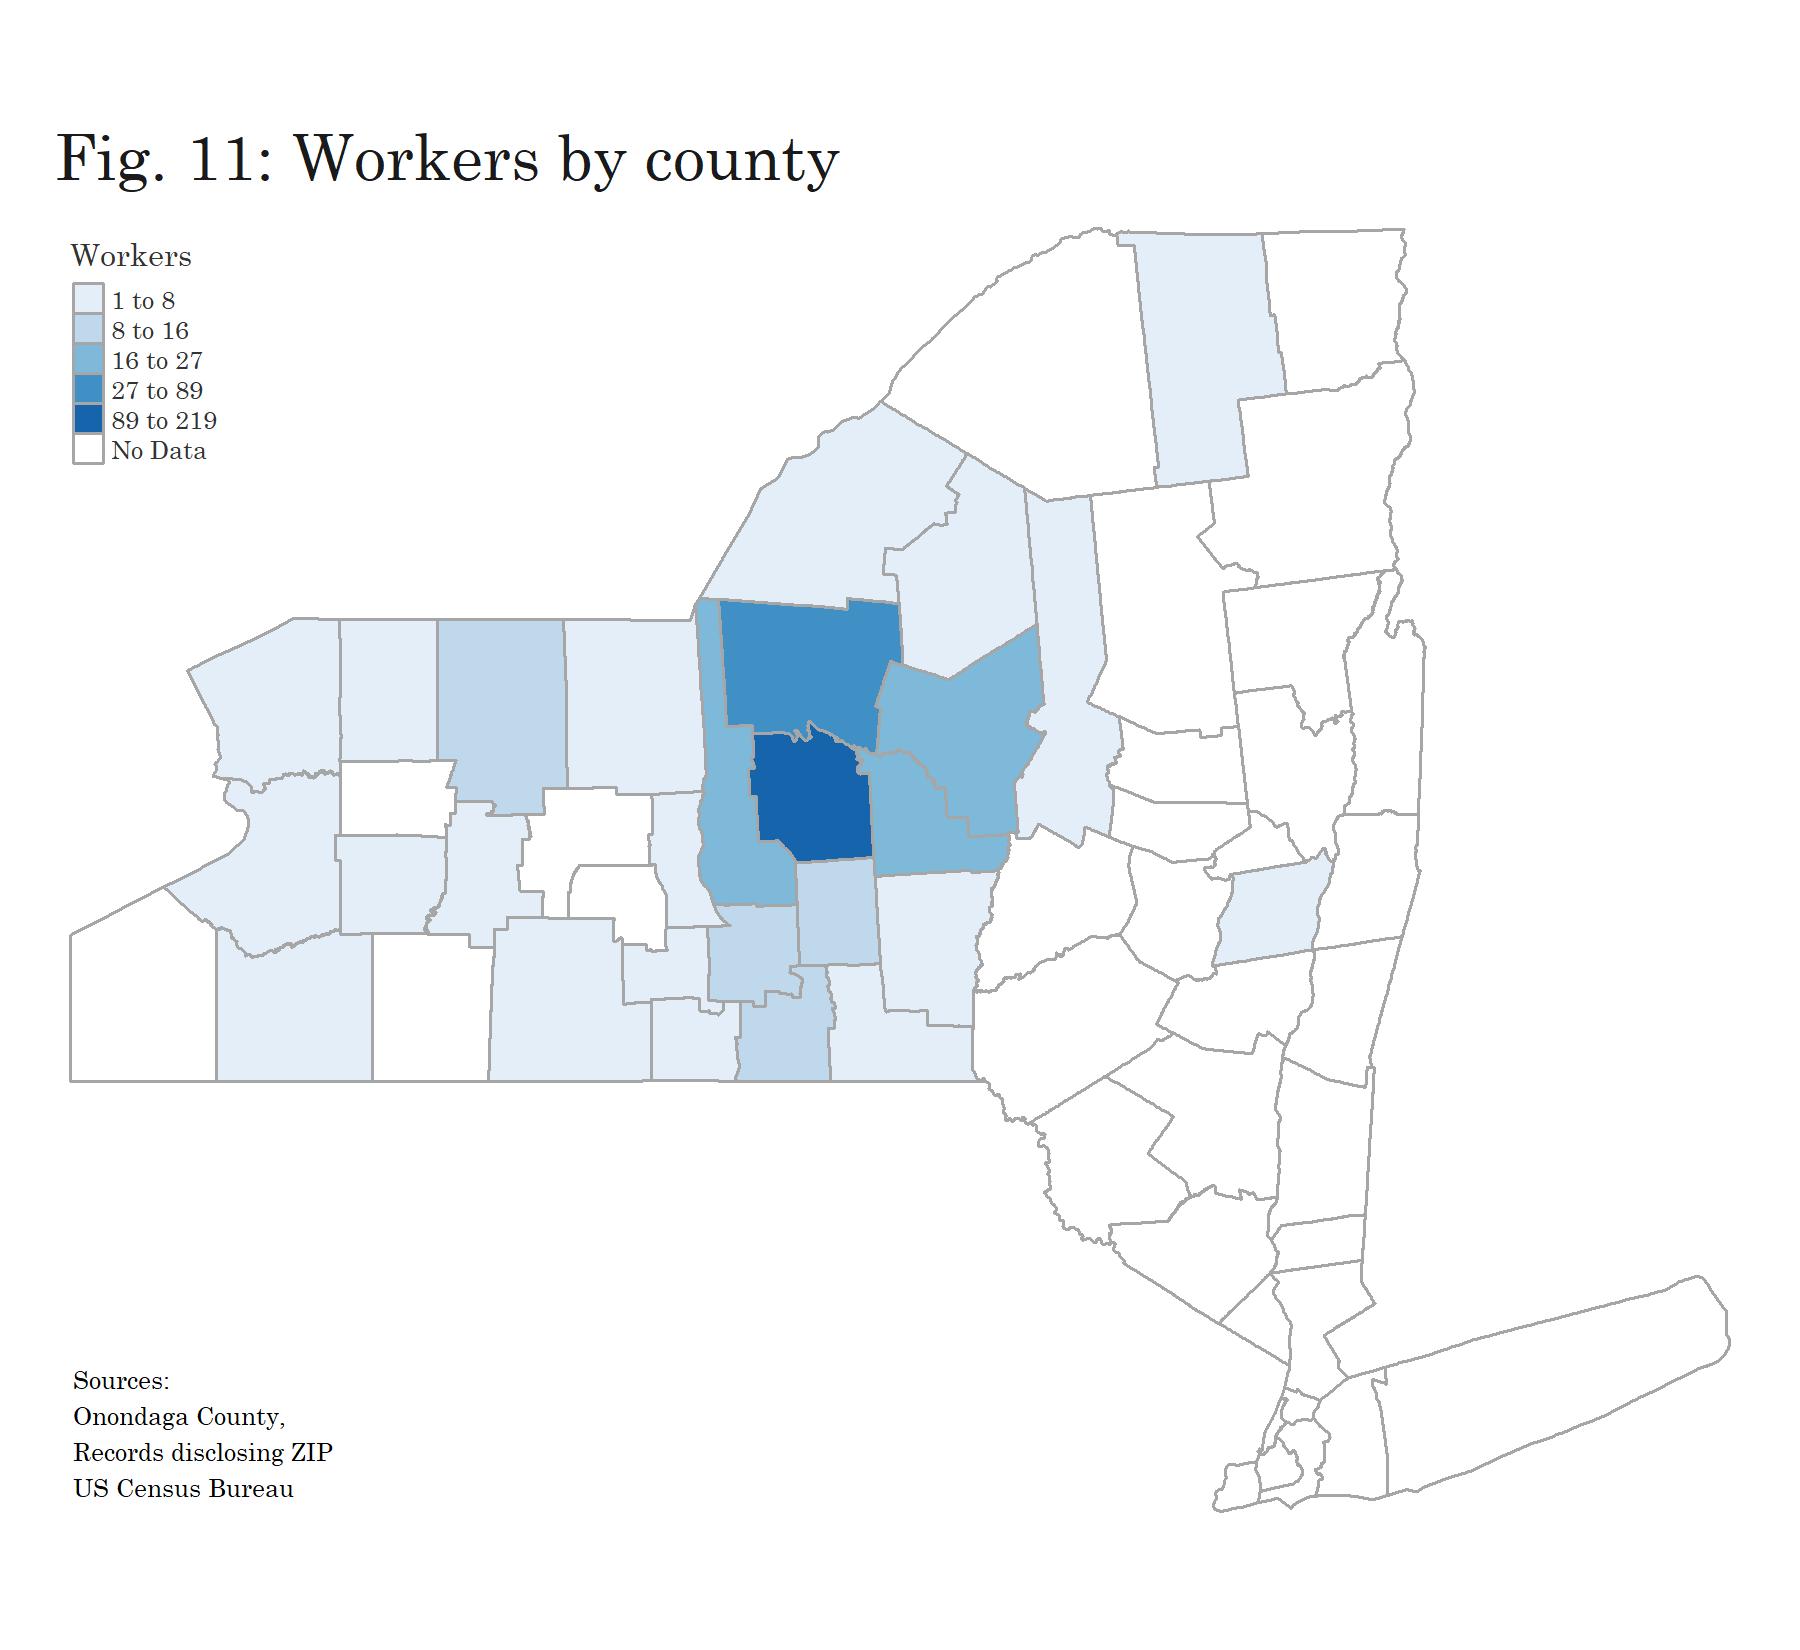 Fig. 11: Workers by county
Workers
1 to 8
8 to 16
16 to 27
27 to 89
89 to 219
No Data
Sources:
Onondaga County,
Records disclosing ZIP
US Census Bureau